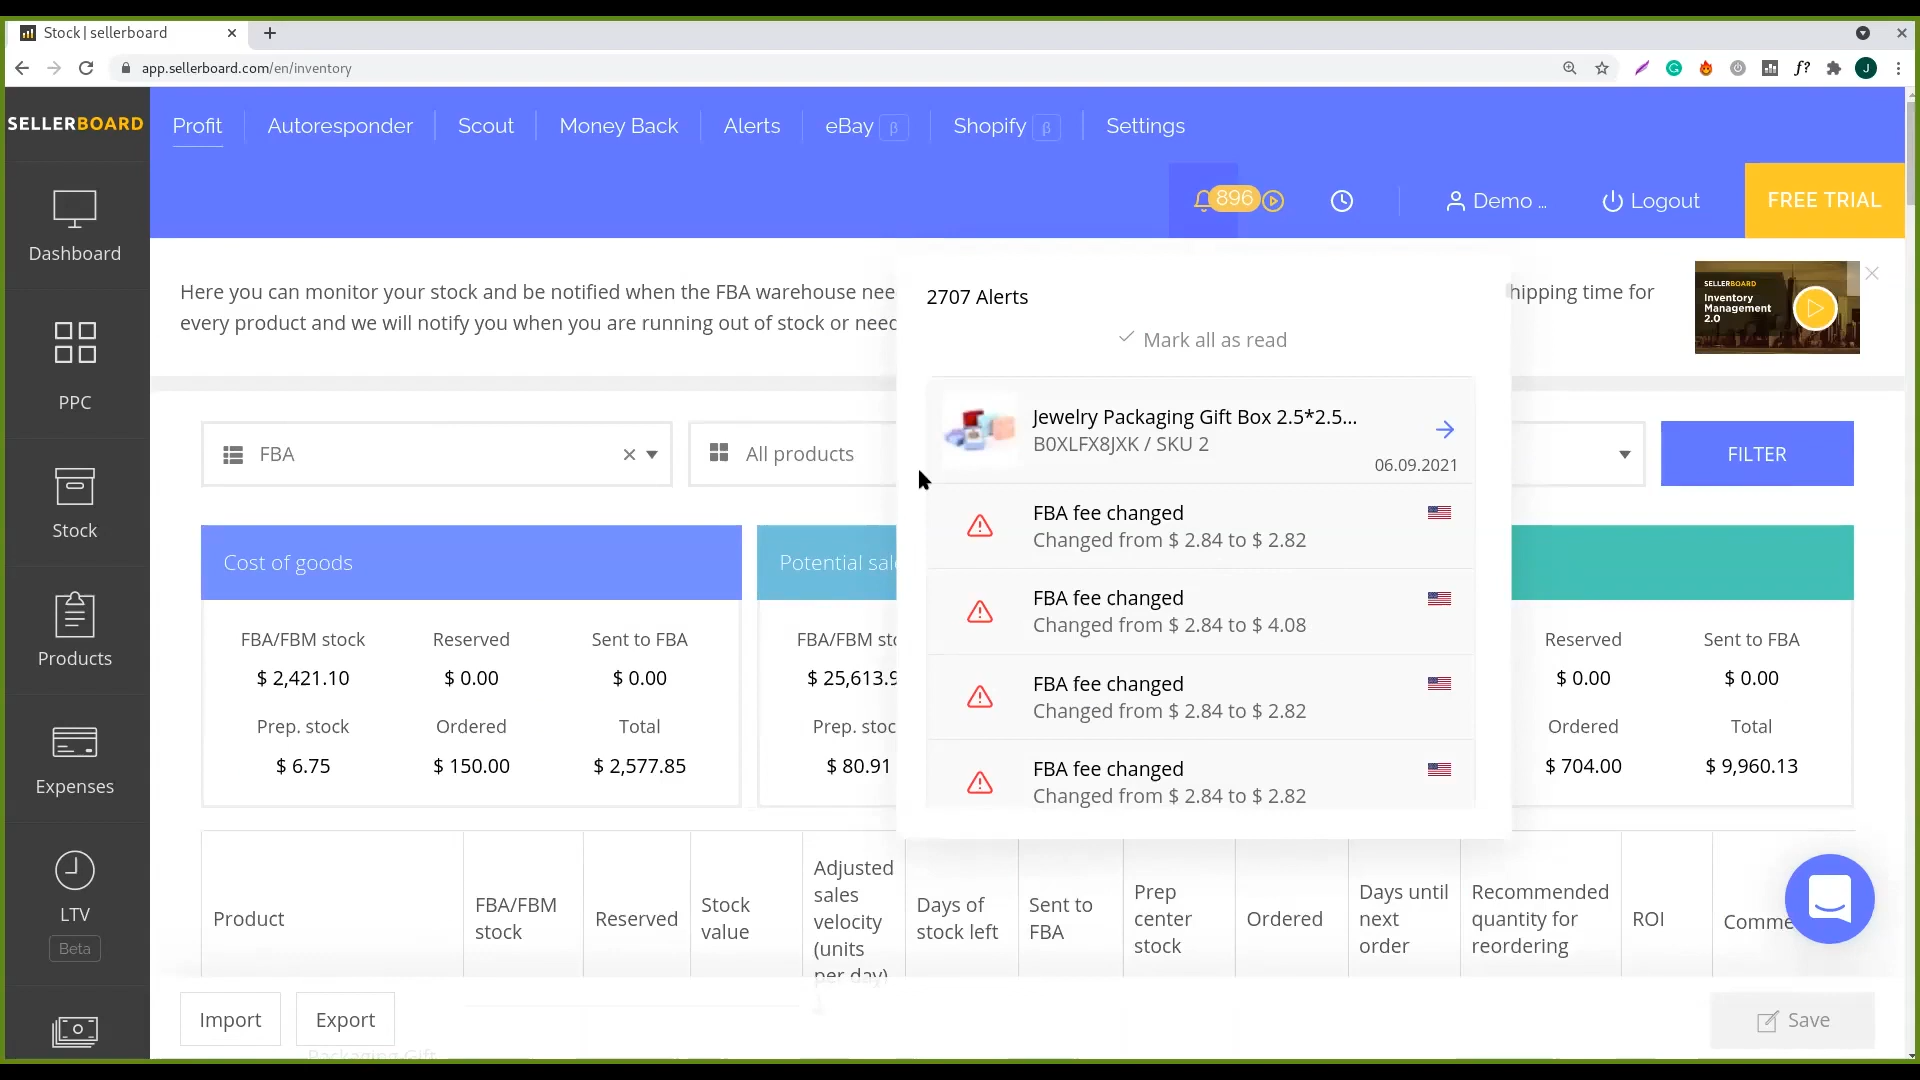 Stock | sellerboard
app.sellerboard.com/en/inventory
f?
J
SELLERBOARD
Profit
Autoresponder
Scout
Money Back
Alerts
eBay β
Shopify β
Settings
896
Demo ...
Logout
FREE TRIAL
Dashboard
PPC
Stock
Products
Expenses
LTV
Beta
Here you can monitor your stock and be notified when the FBA warehouse nee
hipping time for
every product and we will notify you when you are running out of stock or need
SELLERBOARD
Inventory
Management
2.0
2707 Alerts
Mark all as read
Jewelry Packaging Gift Box 2.5*2.5...
B0XLFX8JXK / SKU 2
06.09.2021
FBA fee changed
Changed from $ 2.84 to $ 2.82
FBA fee changed
Changed from $ 2.84 to $ 4.08
FBA fee changed
Changed from $ 2.84 to $ 2.82
FBA fee changed
Changed from $ 2.84 to $ 2.82
FBA
All products
FILTER
Cost of goods
FBA/FBM stock Reserved Sent to FBA
$ 2,421.10 $ 0.00 $ 0.00
Prep. stock Ordered Total
$ 6.75 $ 150.00 $ 2,577.85
Potential sal
FBA/FBM sto
$ 25,613.9
Prep. stoc
$ 80.91
Reserved Sent to FBA
$ 0.00 $ 0.00
Ordered Total
$ 704.00 $ 9,960.13
Product
FBA/FBM
stock
Reserved
Stock
value
Adjusted
sales
velocity
(units
per day)
Days of
stock left
Sent to
FBA
Prep
center
stock
Ordered
Days until
next
order
Recommended
quantity for
reordering
ROI
Comme
Import
Export
Save
Packaging Gift